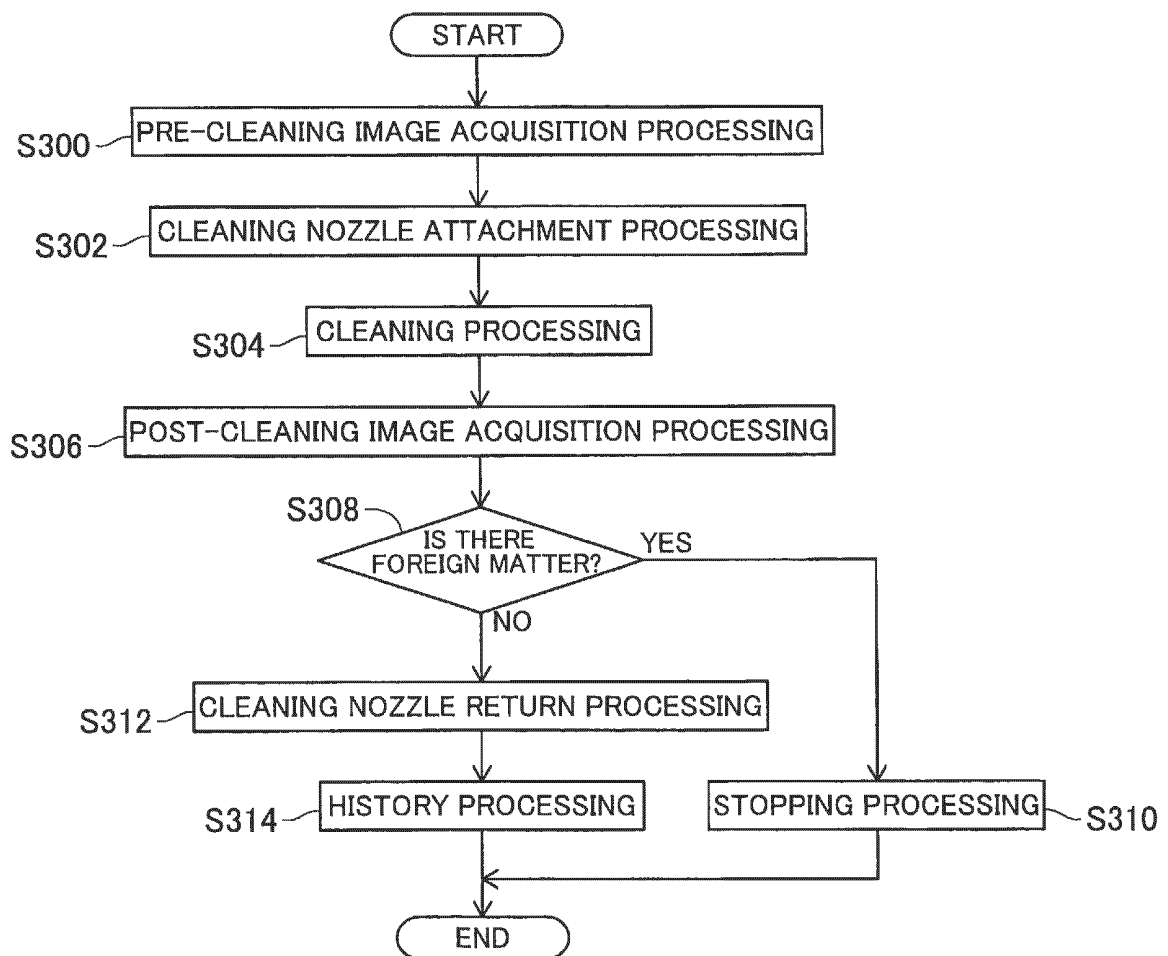 START
S300
PRE-CLEANING IMAGE ACQUISITION PROCESSING
S302
CLEANING NOZZLE ATTACHMENT PROCESSING
S304
CLEANING PROCESSING
S306
POST-CLEANING IMAGE ACQUISITION PROCESSING
S308
IS THERE
FOREIGN MATTER?
YES
NO
S312
CLEANING NOZZLE RETURN PROCESSING
S314
HISTORY PROCESSING
STOPPING PROCESSING
S310
END